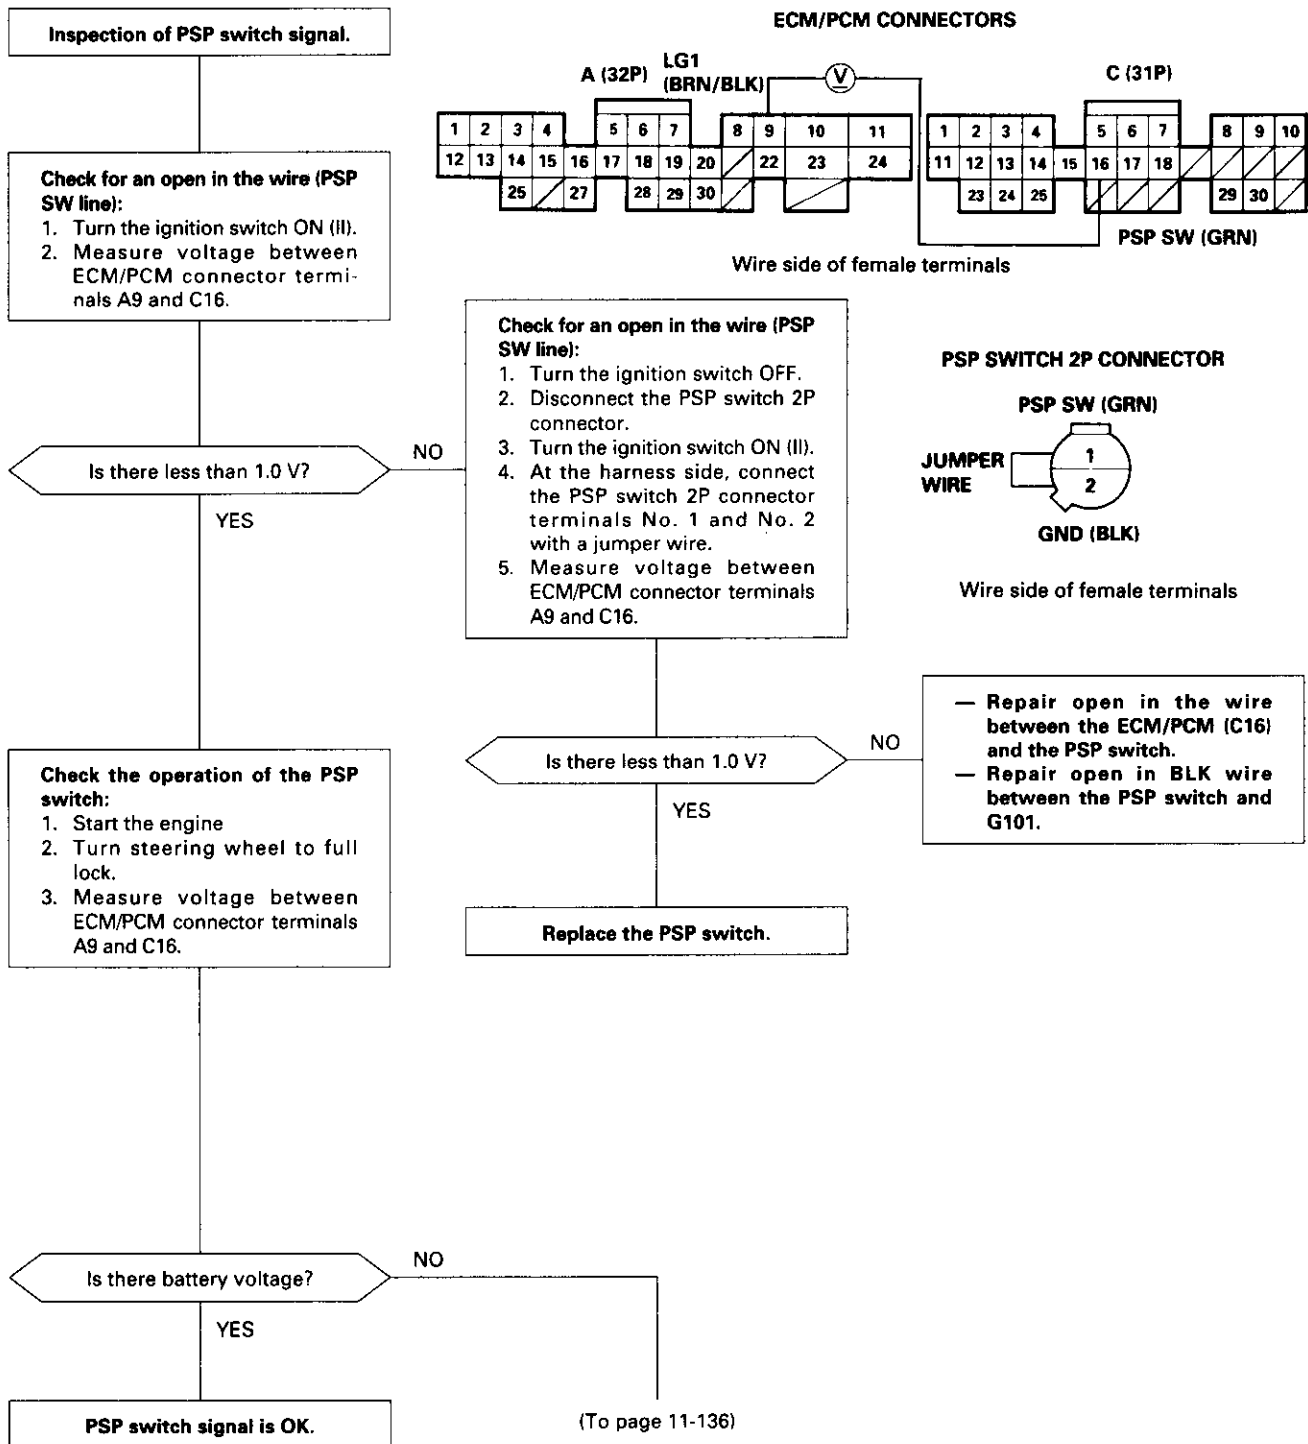 Inspection of PSP switch signal.
ECM/PCM CONNECTORS
A (32P)
LG1
(BRN/BLK)
V
C (31P)
1 2 3 4 5 6 7 8 9 10 11
12 13 14 15 16 17 18 19 20 22 23 24
25 27 28 29 30
1 2 3 4 5 6 7 8 9 10
11 12 13 14 15 16 17 18
23 24 25 29 30
PSP SW (GRN)
Wire side of female terminals
Check for an open in the wire (PSP
SW line):
1. Turn the ignition switch ON (II).
2. Measure voltage between
ECM/PCM connector termi-
nals A9 and C16.
Is there less than 1.0 V?
NO
YES
Check for an open in the wire (PSP
SW line):
1. Turn the ignition switch OFF.
2. Disconnect the PSP switch 2P
connector.
3. Turn the ignition switch ON (II).
4. At the harness side, connect
the PSP switch 2P connector
terminals No. 1 and No. 2
with a jumper wire.
5. Measure voltage between
ECM/PCM connector terminals
A9 and C16.
PSP SWITCH 2P CONNECTOR
PSP SW (GRN)
JUMPER
WIRE
1
2
GND (BLK)
Wire side of female terminals
Is there less than 1.0 V?
NO
YES
— Repair open in the wire
between the ECM/PCM (C16)
and the PSP switch.
— Repair open in BLK wire
between the PSP switch and
G101.
Replace the PSP switch.
Check the operation of the PSP
switch:
1. Start the engine
2. Turn steering wheel to full
lock.
3. Measure voltage between
ECM/PCM connector terminals
A9 and C16.
Is there battery voltage?
NO
YES
PSP switch signal is OK.
(To page 11-136)